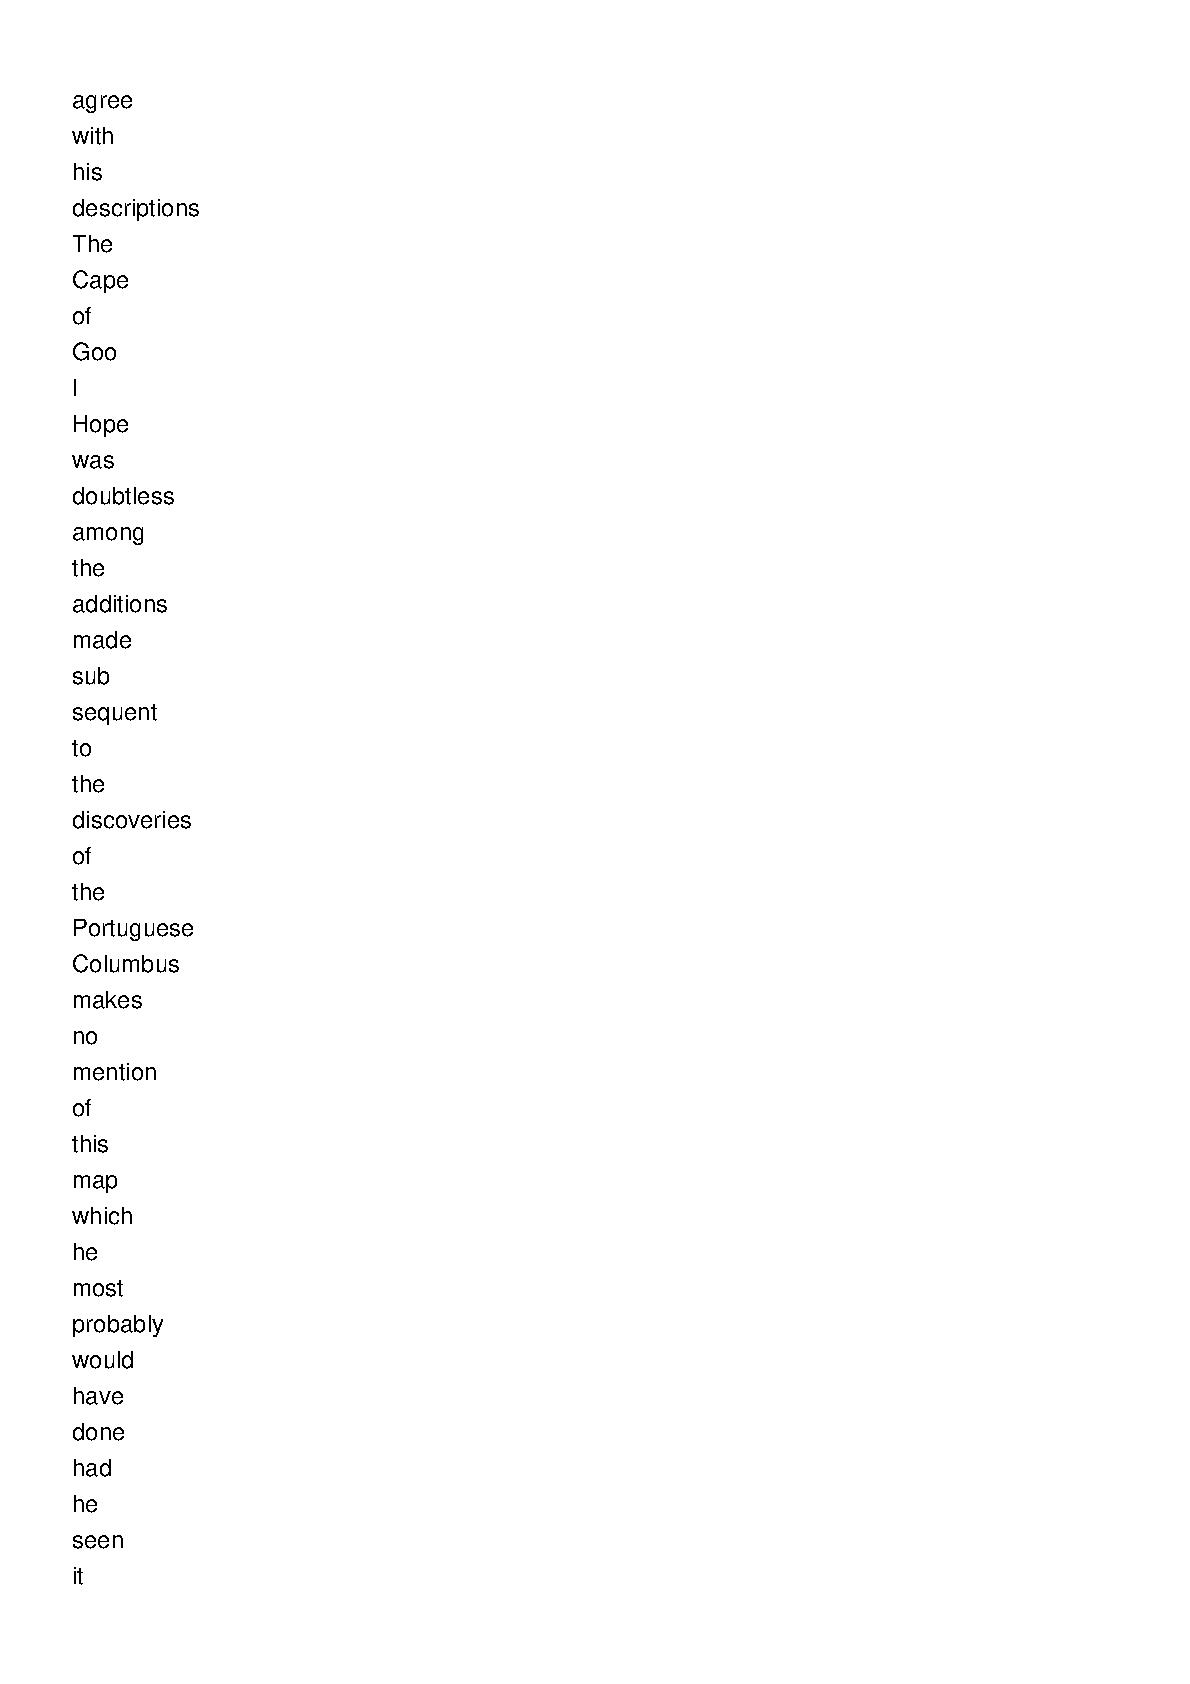 agree
with
his
descriptions
The
Cape
of
Goo
I
Hope
was
doubtless
among
the
additions
made
sub
sequent
to
the
discoveries
of
the
Portuguese
Columbus
makes
no
mention
of
this
map
which
he
most
probably
would
have
done
had
he
seen
it